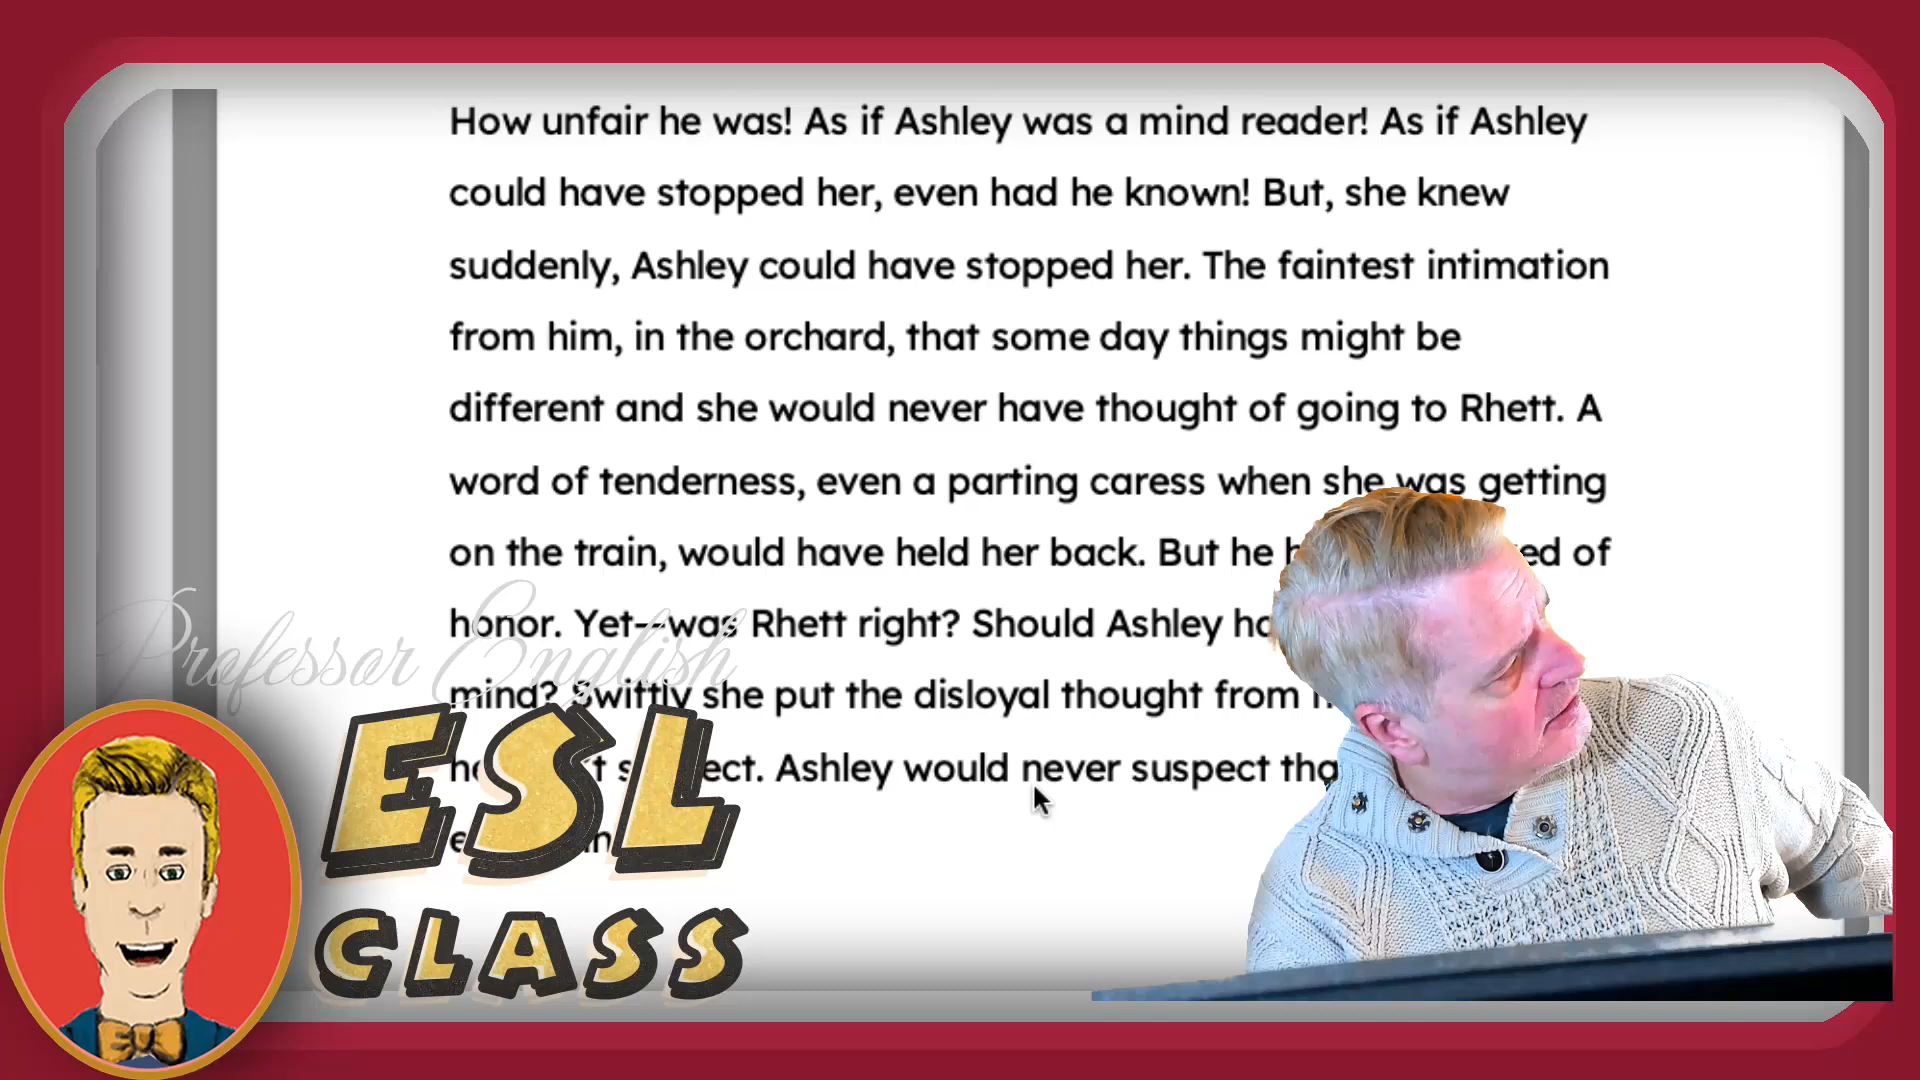 How unfair he was! As if Ashley was a mind reader! As if Ashley
could have stopped her, even had he known! But, she knew
suddenly, Ashley could have stopped her. The faintest intimation
from him, in the orchard, that some day things might be
different and she would never have thought of going to Rhett. A
word of tenderness, even a parting caress when she was getting
on the train, would have held her back. But he of
honor. Yet--was Rhett right? Should Ashley
mind? Swiftly she put the disloyal thought from
Ashley would never suspect
Professor English
ESL
CLASS